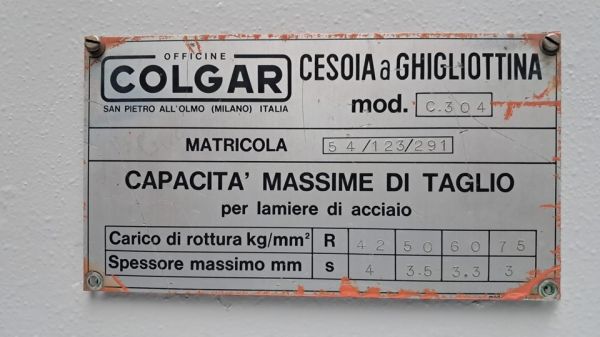 OFFICINE
COLGAR
SAN PIETRO ALL'OLMO (MILANO) ITALIA
CESOIA a GHIGLIOTTINA
mod. C.304
MATRICOLA 54/123/291
CAPACITA' MASSIME DI TAGLIO
per lamiere di acciaio
Carico di rottura kg/mm² R 42 50 60 75
Spessore massimo mm s 4 3.5 3.3 3